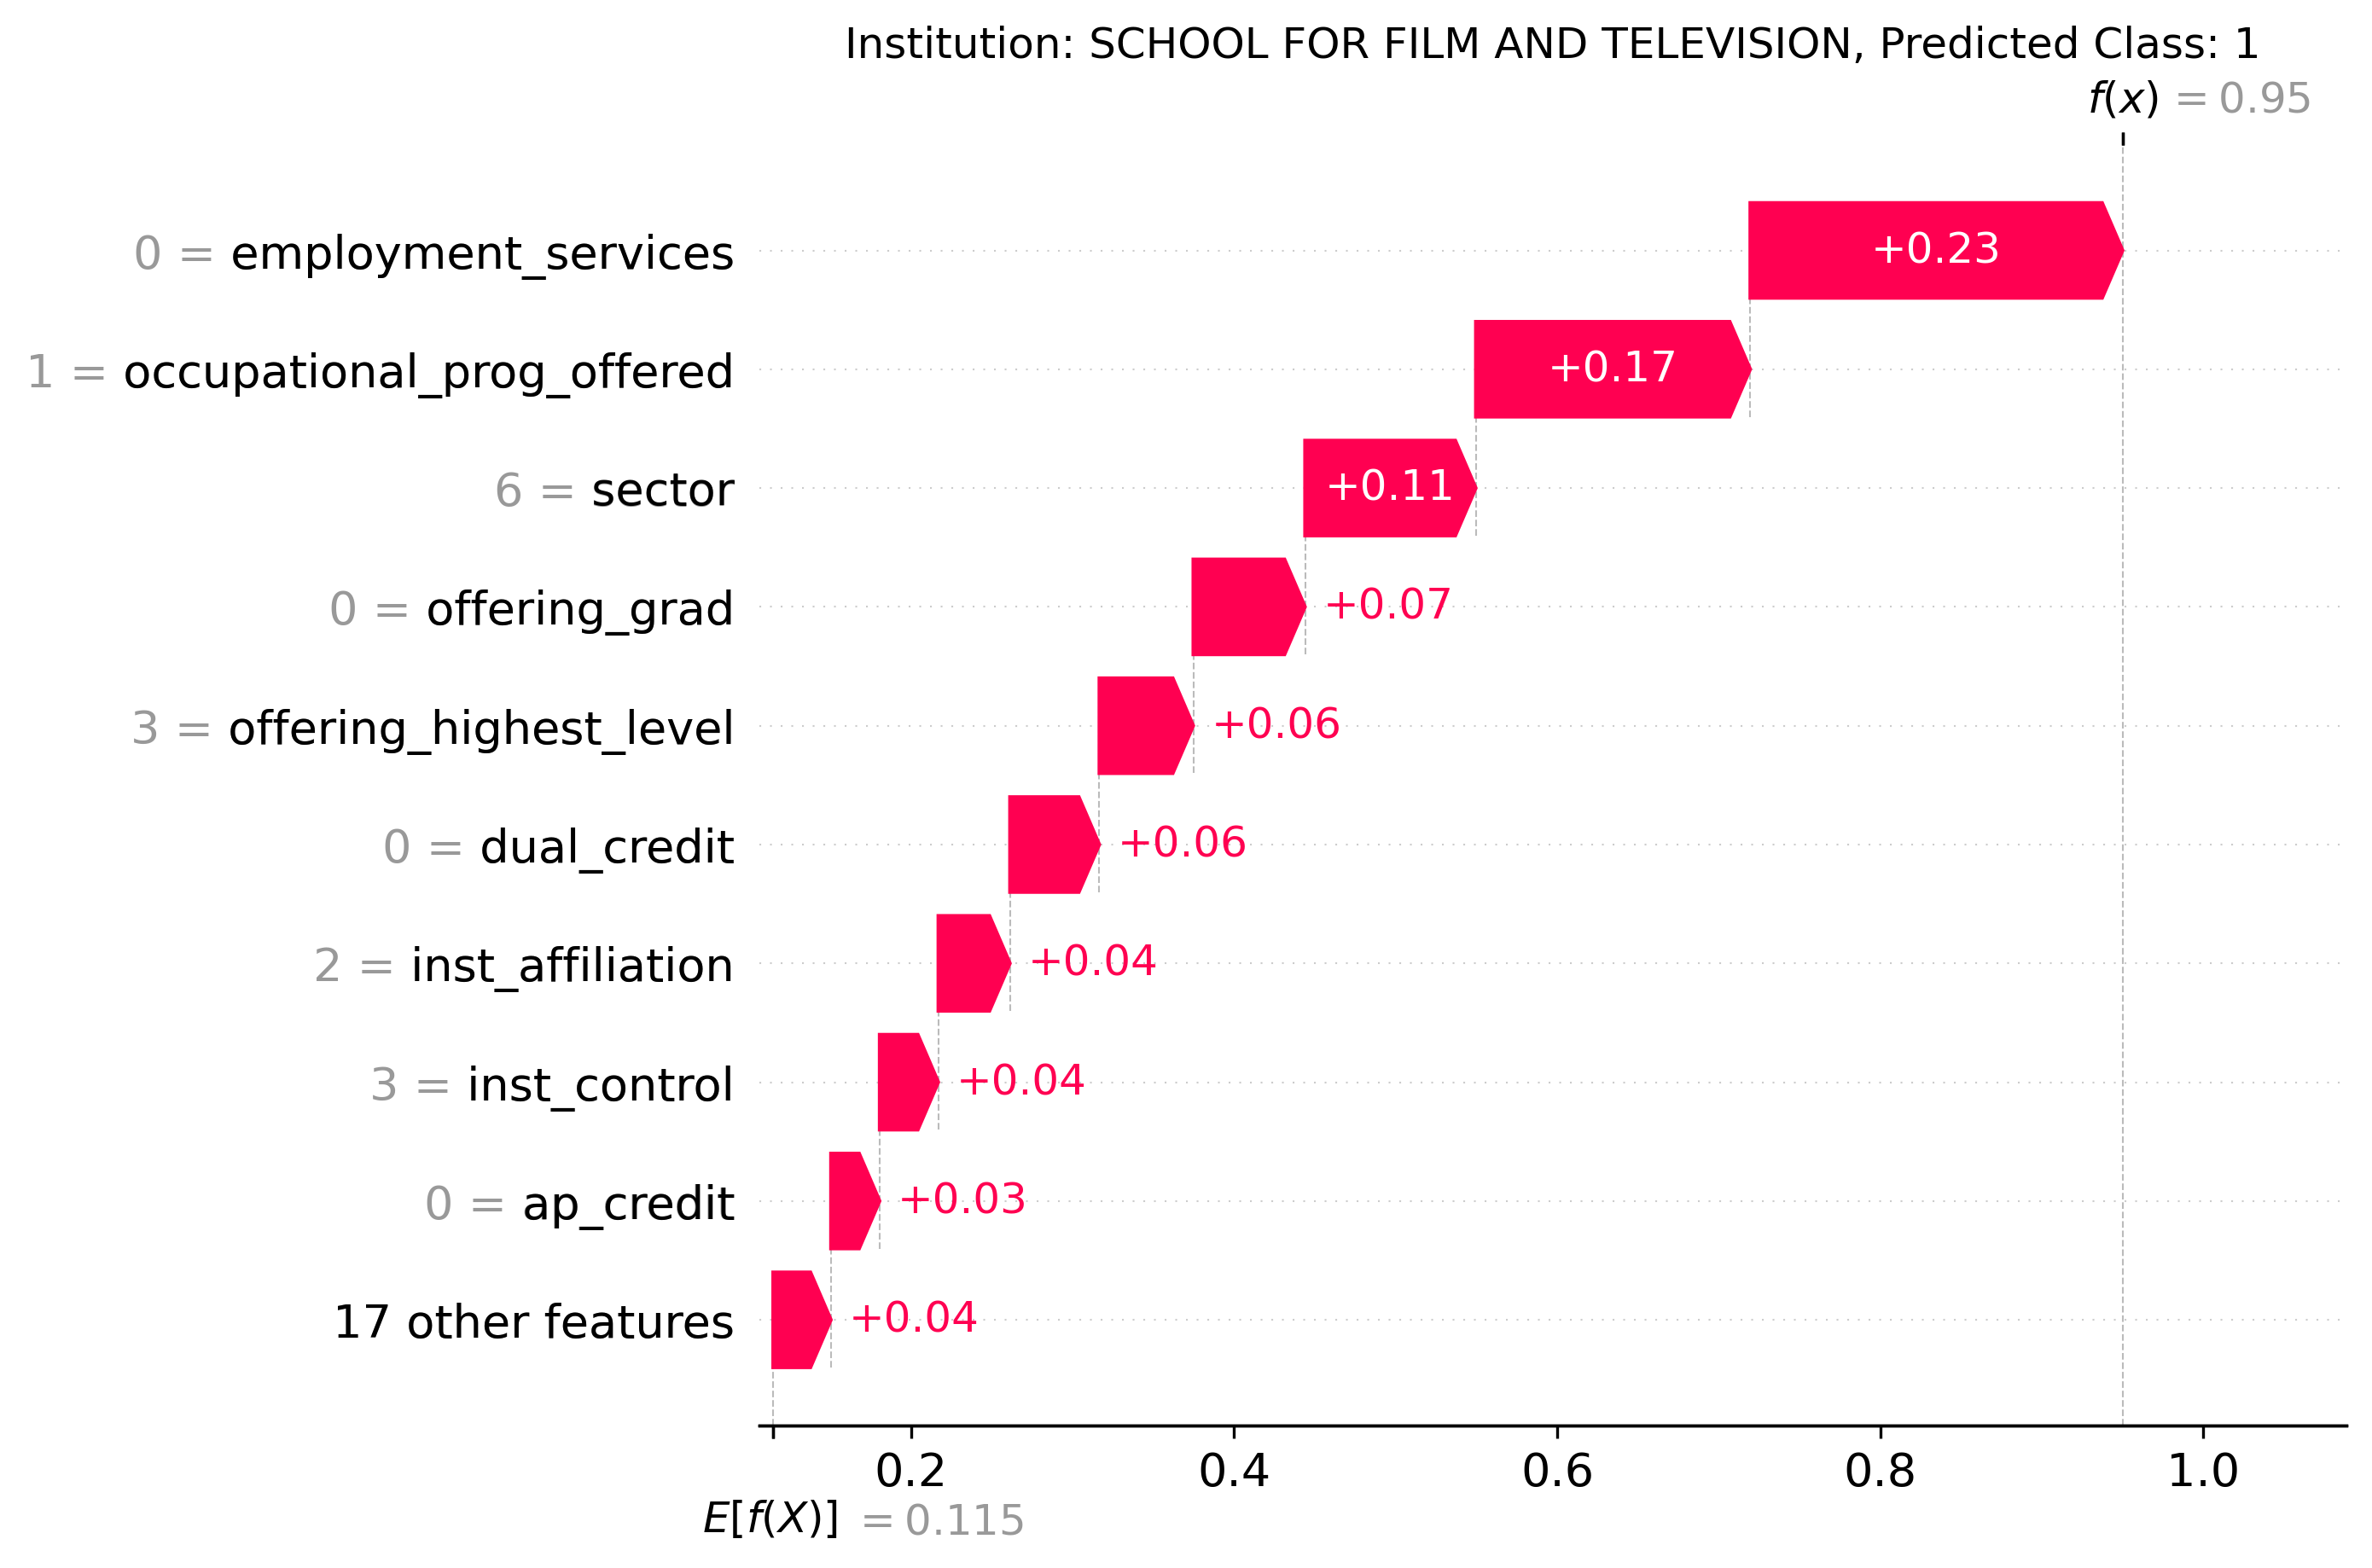 Institution: SCHOOL FOR FILM AND TELEVISION, Predicted Class: 1
f(x) = 0.95
0 = employment_services +0.23
1 = occupational_prog_offered +0.17
6 = sector +0.11
0 = offering_grad +0.07
3 = offering_highest_level +0.06
0 = dual_credit +0.06
2 = inst_affiliation +0.04
3 = inst_control +0.04
0 = ap_credit +0.03
17 other features +0.04
0.2 0.4 0.6 0.8 1.0
E[f(X)] = 0.115